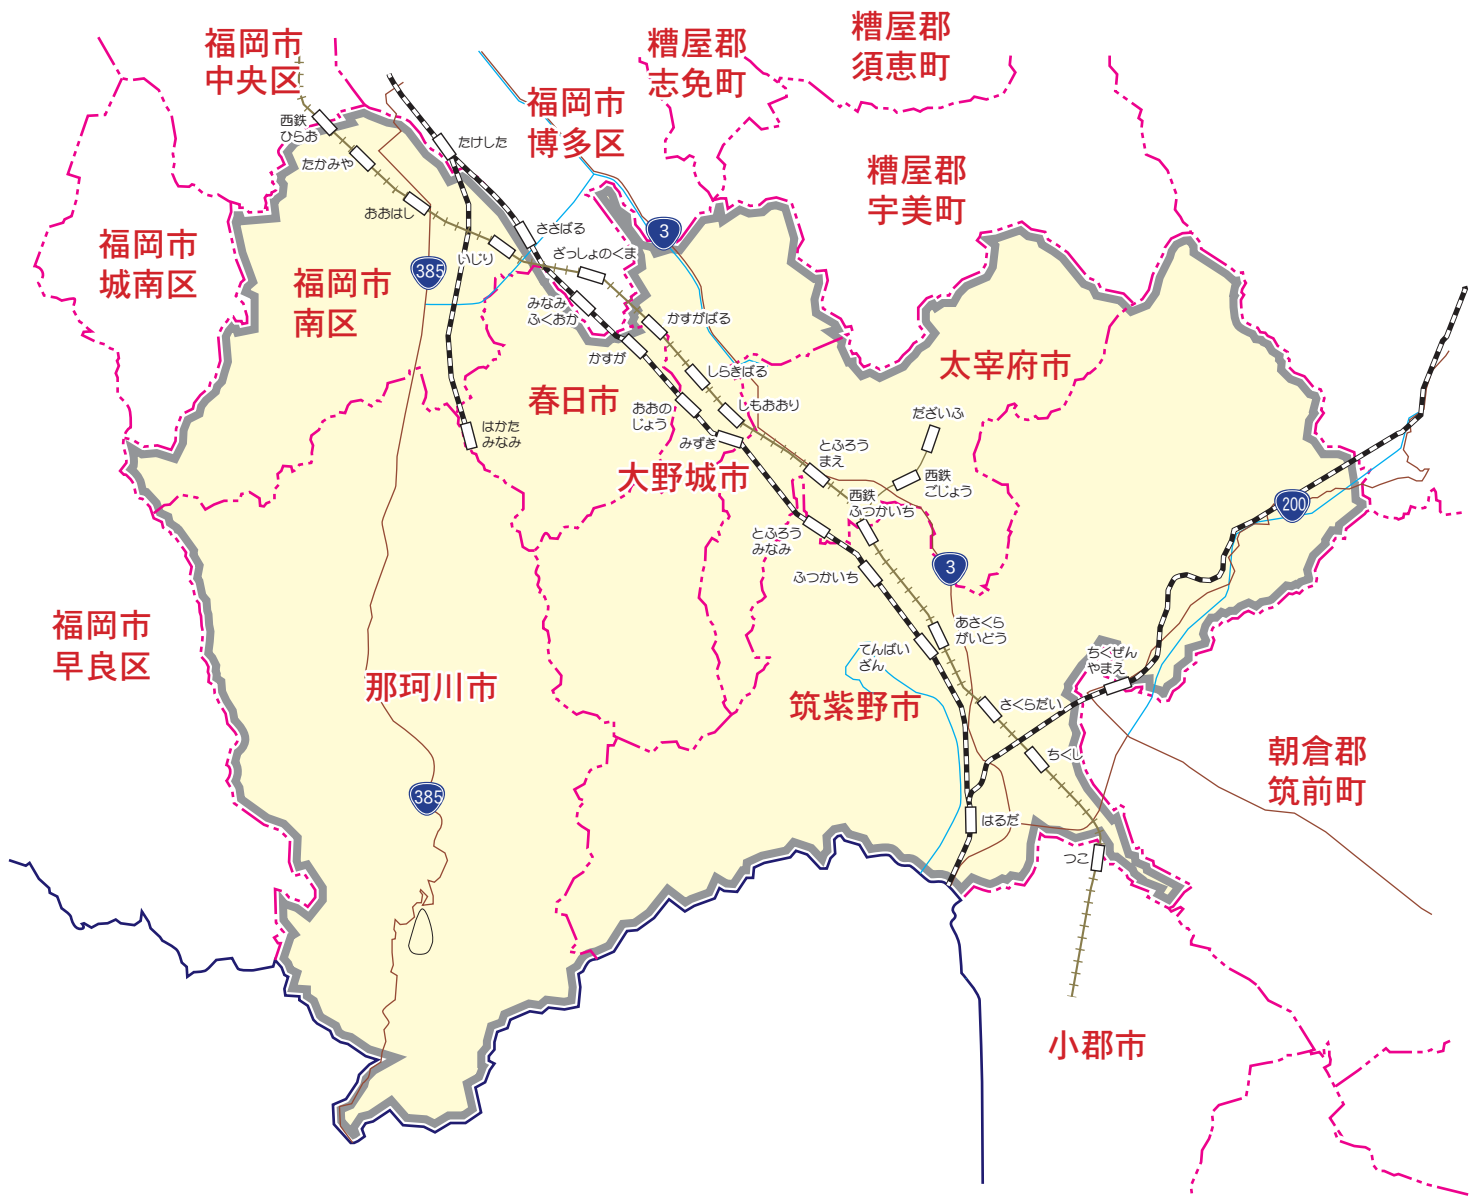 福岡市
中央区
糟屋郡
志免町
糟屋郡
須恵町
福岡市
博多区
西鉄
ひらお
たけした
たかみや
糟屋郡
宇美町
おおはし
ささばる
3
福岡市
城南区
いじり
ざっしょのくま
385
福岡市
南区
みなみ
ふくおか
かすがばる
かすが
しらきばる
太宰府市
春日市
おおの
じょう
しもおおり
だざいふ
はかた
みなみ
みずき
とふろう
まえ
大野城市
西鉄
ごじょう
西鉄
ふつかいち
200
とふろう
みなみ
ふつかいち
3
福岡市
早良区
あさくら
がいどう
てんぱい
ざん
ちくぜん
やまえ
那珂川市
筑紫野市
さくらだい
ちくし
朝倉郡
筑前町
385
はるだ
つこ
小郡市